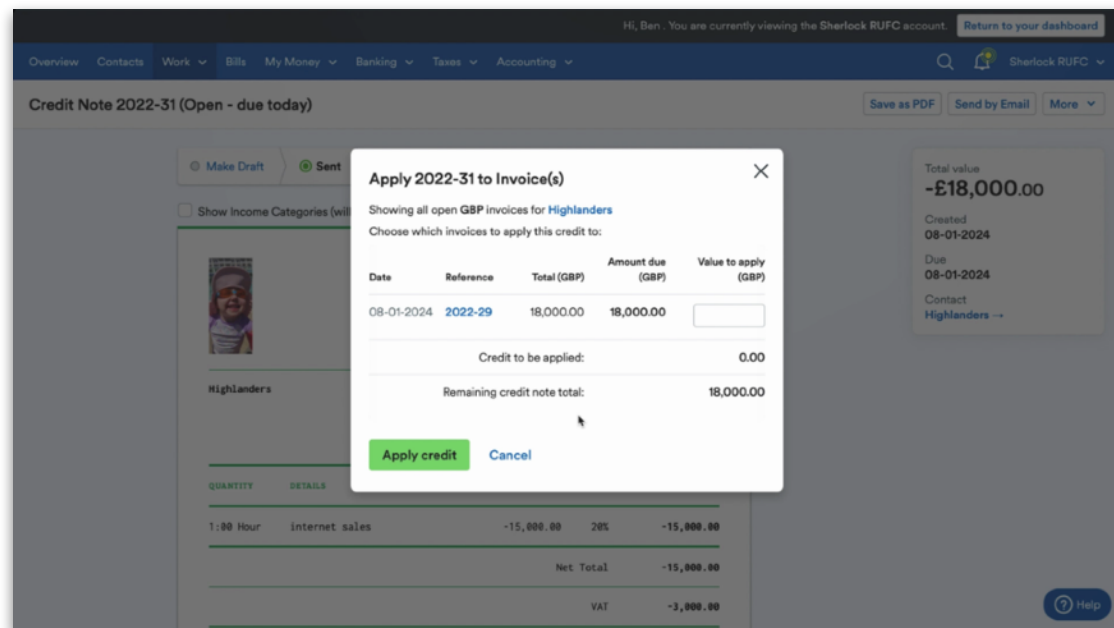 Hi, Ben . You are currently viewing the Sherlock RUFC account. Return to your dashboard
Overview Contacts Work Bills My Money Banking Taxes Accounting Sherlock RUFC
Credit Note 2022-31 (Open - due today) Save as PDF Send by Email More
Make Draft Sent
Show Income Categories (will
Apply 2022-31 to Invoice(s)
Showing all open GBP invoices for Highlanders
Choose which invoices to apply this credit to:
Date Reference Total (GBP) Amount due (GBP) Value to apply (GBP)
08-01-2024 2022-29 18,000.00 18,000.00
Credit to be applied: 0.00
Remaining credit note total: 18,000.00
Apply credit Cancel
Total value
-£18,000.00
Created
08-01-2024
Due
08-01-2024
Contact
Highlanders →
Highlanders
QUANTITY DETAILS
1:00 Hour internet sales -15,000.00 20% -15,000.00
Net Total -15,000.00
VAT -3,000.00
Help